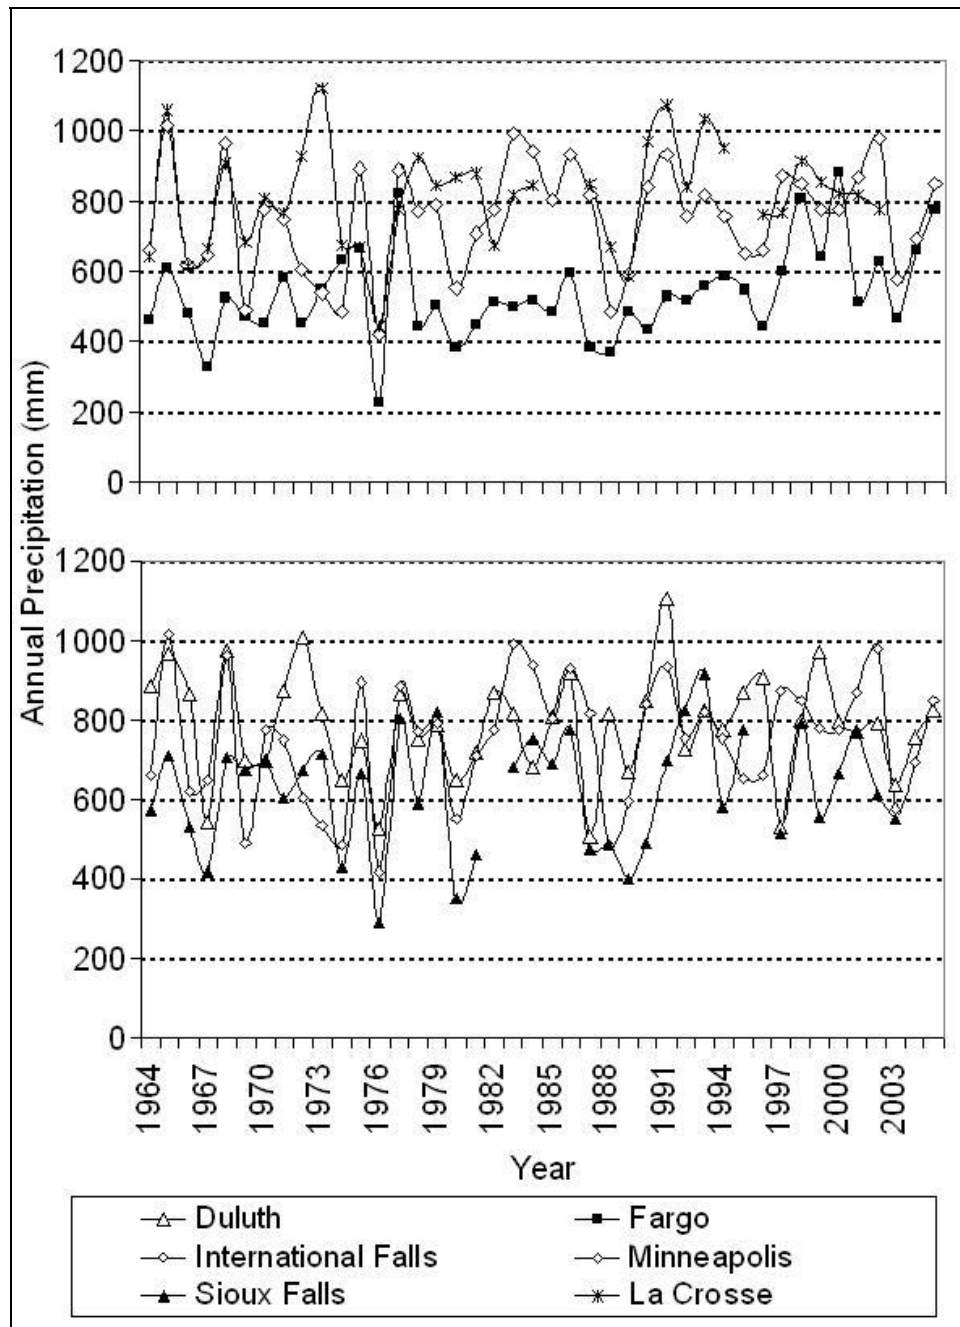 1200
1000
800
600
400
200
0
Annual Precipitation (mm)
1200
1000
800
600
400
200
0
1964 1967 1970 1973 1976 1979 1982 1985 1988 1991 1994 1997 2000 2003
Year
Duluth Fargo
International Falls Minneapolis
Sioux Falls La Crosse